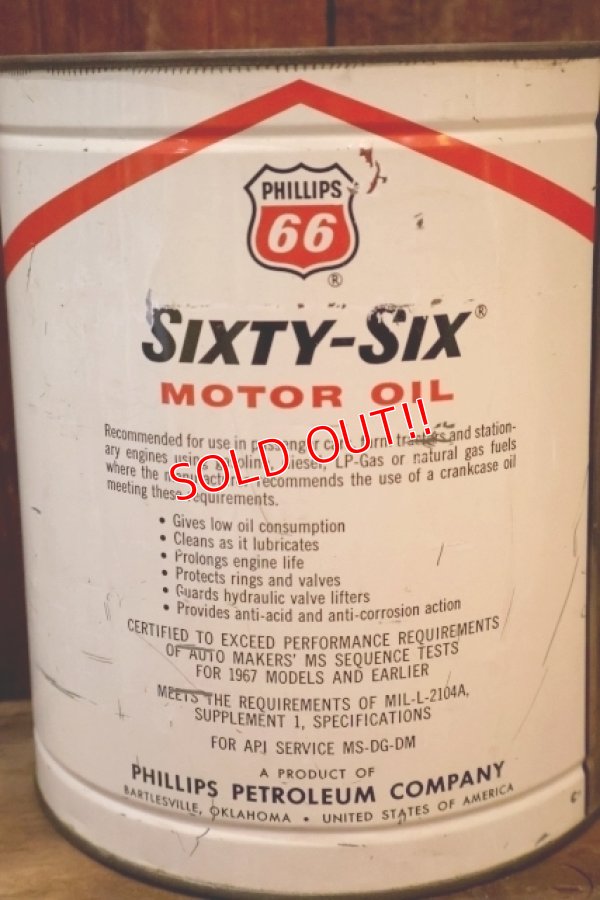 PHILLIPS
66
®
SIXTY-SIX®
MOTOR OIL
SOLD OUT!!
Recommended for use in passenger cars, farm tractors and station-
ary engines using gasoline, diesel, LP-Gas or natural gas fuels
where the manufacturer recommends the use of a crankcase oil
meeting these requirements.
• Gives low oil consumption
• Cleans as it lubricates
• Prolongs engine life
• Protects rings and valves
• Guards hydraulic valve lifters
• Provides anti-acid and anti-corrosion action
CERTIFIED TO EXCEED PERFORMANCE REQUIREMENTS
OF AUTO MAKERS' MS SEQUENCE TESTS
FOR 1967 MODELS AND EARLIER
MEETS THE REQUIREMENTS OF MIL-L-2104A,
SUPPLEMENT 1, SPECIFICATIONS
FOR API SERVICE MS-DG-DM
A PRODUCT OF
PHILLIPS PETROLEUM COMPANY
BARTLESVILLE, OKLAHOMA • UNITED STATES OF AMERICA